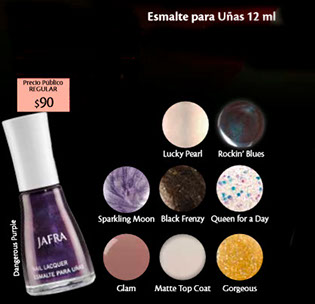 Esmalte para Uñas 12 ml
Precio Público
REGULAR
$90
Lucky Pearl
Rockin' Blues
Sparkling Moon
Black Frenzy
Queen for a Day
Dangerous Purple
JAFRA
NAIL LACQUER
ESMALTE PARA UÑAS
Glam
Matte Top Coat
Gorgeous